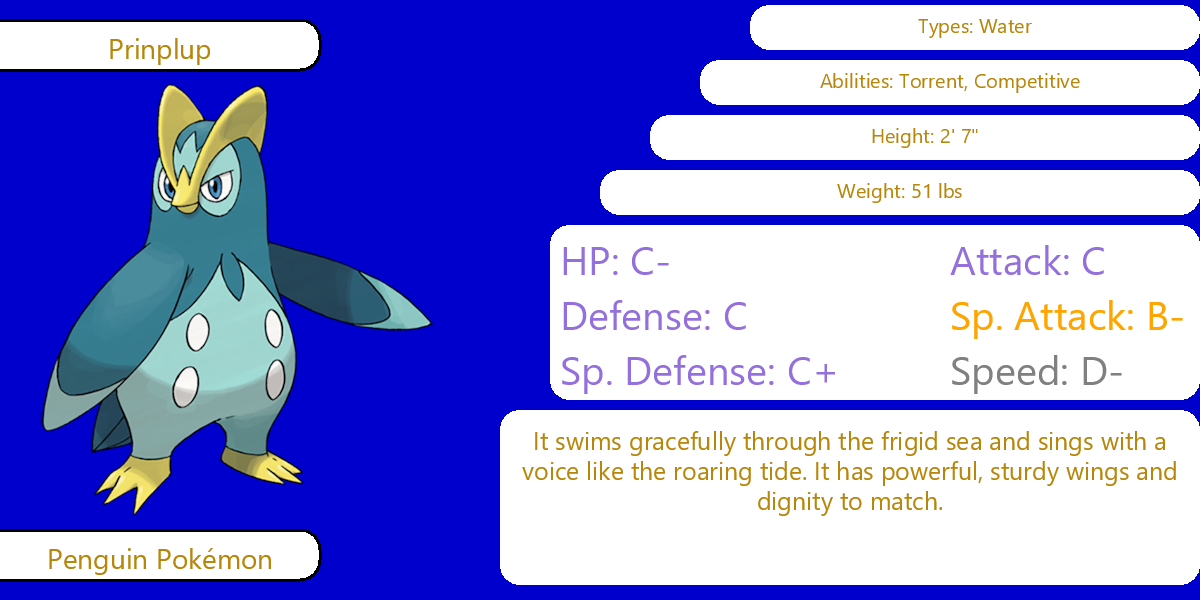 Prinplup
Types: Water
Abilities: Torrent, Competitive
Height: 2' 7"
Weight: 51 lbs
HP: C-
Attack: C
Defense: C
Sp. Attack: B-
Sp. Defense: C+
Speed: D-
It swims gracefully through the frigid sea and sings with a
voice like the roaring tide. It has powerful, sturdy wings and
dignity to match.
Penguin Pokémon